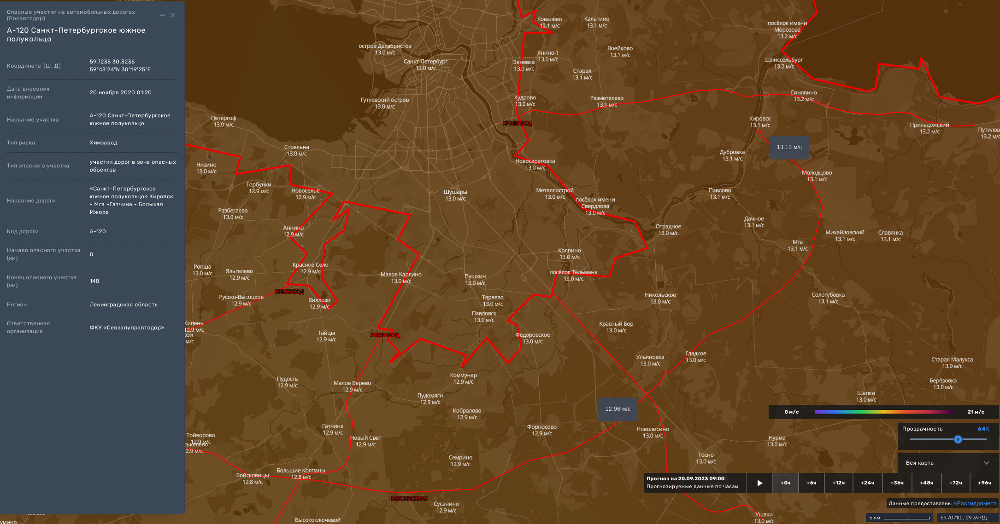 Опасные участки на автомобильных дорогах
(Росавтодор)
А-120 Санкт-Петербургское южное
полукольцо
Координаты (Ш, Д)
59.7235 30.3236
59°43'24"N 30°19'25"E
Дата внесения
информации
20 ноября 2020 01:20
Название участка
А-120 Санкт-Петербургское
южное полукольцо
Тип риска
Химзавод
Тип опасного участка
участки дорог в зоне опасных
объектов
Название дороги
«Санкт-Петербургское
южное полукольцо» Кировск
- Мга -Гатчина - Большая
Ижора
Код дороги
А-120
Начало опасного участка
(км)
0
Конец опасного участка
(км)
148
Регион
Ленинградская область
Ответственная
организация
ФКУ «Севзапуправтодор»
Ковалёво
13.1 м/с
Кальтино
13.1 м/с
посёлок имени
Морозова
13.2 м/с
остров Декабристов
13.0 м/с
Санкт-Петербург
13.0 м/с
Янино-1
13.0 м/с
Воейково
13.1 м/с
Заневка
13.0 м/с
Старая
13.1 м/с
Шлиссельбург
13.2 м/с
Гутуевский остров
13.0 м/с
Кудрово
13.0 м/с
Разметелево
13.1 м/с
Синявино
13.2 м/с
Петергоф
13.0 м/с
ХИМЗАВОД
Кировск
13.1 м/с
Приладожский
13.2 м/с
Путилов
13.2 м/с
13.13 м/с
Стрельна
13.0 м/с
Дубровка
13.1 м/с
Низино
13.0 м/с
Новосаратовка
13.0 м/с
Молодцово
13.1 м/с
Горбунки
12.9 м/с
Новоселье
12.9 м/с
Шушары
13.0 м/с
Металлострой
13.0 м/с
посёлок имени
Свердлова
13.0 м/с
Павлово
13.1 м/с
Разбегаево
13.0 м/с
Аннино
12.9 м/с
Отрадное
13.0 м/с
Дачное
13.1 м/с
Михайловский
13.1 м/с
Славянка
13.1 м/с
Мга
13.1 м/с
Колпино
13.0 м/с
Ропша
13.0 м/с
Яльгелево
12.9 м/с
Красное Село
12.9 м/с
Малое Карлино
13.0 м/с
Пушкин
13.0 м/с
посёлок Тельмана
13.0 м/с
ХИМЗАВОД
Русско-Высоцкое
12.9 м/с
Виллози
12.9 м/с
Тярлево
13.0 м/с
Никольское
13.0 м/с
Сологубовка
13.1 м/с
Павловск
13.0 м/с
Кипень
12.9 м/с
ози
м/с
Тайцы
12.9 м/с
ХИМЗАВОД
Фёдоровское
13.0 м/с
Красный Бор
13.0 м/с
Ульяновка
13.0 м/с
Гладкое
13.0 м/с
Старая Малукса
13.0 м/с
Пудость
12.9 м/с
Малое Верево
12.9 м/с
Коммунар
12.9 м/с
Берёзовка
13.0 м/с
Пудомяги
12.9 м/с
Шапки
13.0 м/с
Кобралово
12.9 м/с
12.96 м/с
0 м/с
21 м/с
Гатчина
12.9 м/с
Форносово
12.9 м/с
Новолисино
13.0 м/с
Прозрачность
64%
Тойворово
12.9 м/с
ськелево
2.9 м/с
Новый Свет
12.9 м/с
Нурма
13.0 м/с
Семрино
12.9 м/с
Тосно
13.0 м/с
Вся карта
Войсковицы
12.8 м/с
Большие Колпаны
12.8 м/с
Прогноз на 20.09.2023 09:00
Прогнозируемые данные по часам
+0ч
+6ч
+12ч
+24ч
+36ч
+48ч
+72ч
+96ч
ЗАТОПЛЯЕМАЯ
Сусанино
12.9 м/с
Данные предоставлены «Росгидромет»
Ушаки
13.0 м/с
5 км
59.7071Ш, 29.3971Д
Высокоключевой
умино